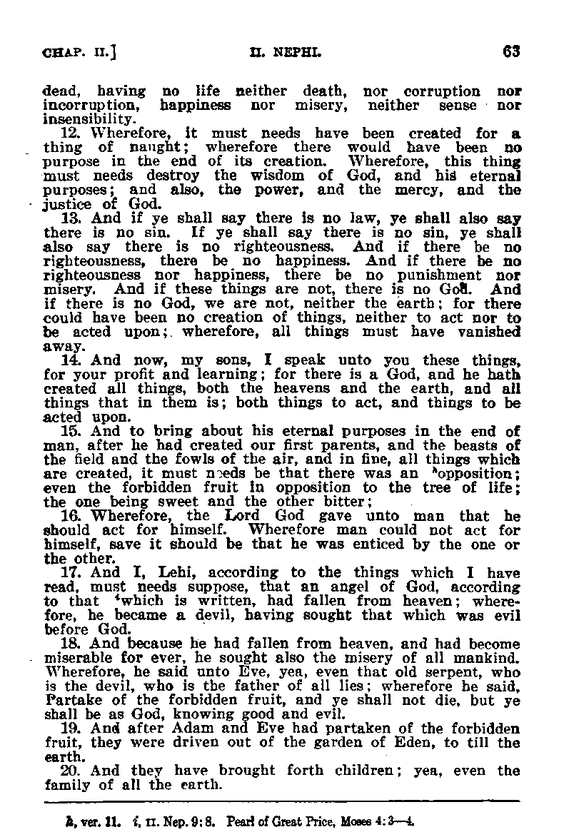 CHAP. II.] II. NEPHI. 63
dead, having no life neither death, nor corruption nor
incorruption, happiness nor misery, neither sense nor
insensibility.
12. Wherefore, it must needs have been created for a
thing of naught; wherefore there would have been no
purpose in the end of its creation. Wherefore, this thing
must needs destroy the wisdom of God, and his eternal
purposes; and also, the power, and the mercy, and the
justice of God.
13. And if ye shall say there is no law, ye shall also say
there is no sin. If ye shall say there is no sin, ye shall
also say there is no righteousness. And if there be no
righteousness, there be no happiness. And if there be no
righteousness nor happiness, there be no punishment nor
misery. And if these things are not, there is no God. And
if there is no God, we are not, neither the earth; for there
could have been no creation of things, neither to act nor to
be acted upon; wherefore, all things must have vanished
away.
14. And now, my sons, I speak unto you these things,
for your profit and learning; for there is a God, and he hath
created all things, both the heavens and the earth, and all
things that in them is; both things to act, and things to be
acted upon.
15. And to bring about his eternal purposes in the end of
man, after he had created our first parents, and the beasts of
the field and the fowls of the air, and in fine, all things which
are created, it must needs be that there was an hopposition;
even the forbidden fruit in opposition to the tree of life;
the one being sweet and the other bitter;
16. Wherefore, the Lord God gave unto man that he
should act for himself. Wherefore man could not act for
himself, save it should be that he was enticed by the one or
the other.
17. And I, Lehi, according to the things which I have
read, must needs suppose, that an angel of God, according
to that iwhich is written, had fallen from heaven; where-
fore, he became a devil, having sought that which was evil
before God.
18. And because he had fallen from heaven, and had become
miserable for ever, he sought also the misery of all mankind.
Wherefore, he said unto Eve, yea, even that old serpent, who
is the devil, who is the father of all lies; wherefore he said,
Partake of the forbidden fruit, and ye shall not die, but ye
shall be as God, knowing good and evil.
19. And after Adam and Eve had partaken of the forbidden
fruit, they were driven out of the garden of Eden, to till the
earth.
20. And they have brought forth children; yea, even the
family of all the earth.
h, ver. 11. i, II. Nep. 9:8. Pearl of Great Price, Moses 4:3—4.